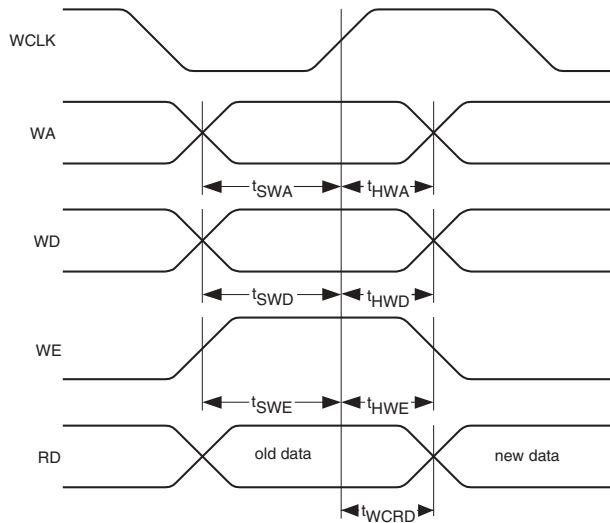 WCLK
WA
tSWA tHWA
WD
tSWD tHWD
WE
tSWE tHWE
RD old data new data
tWCRD